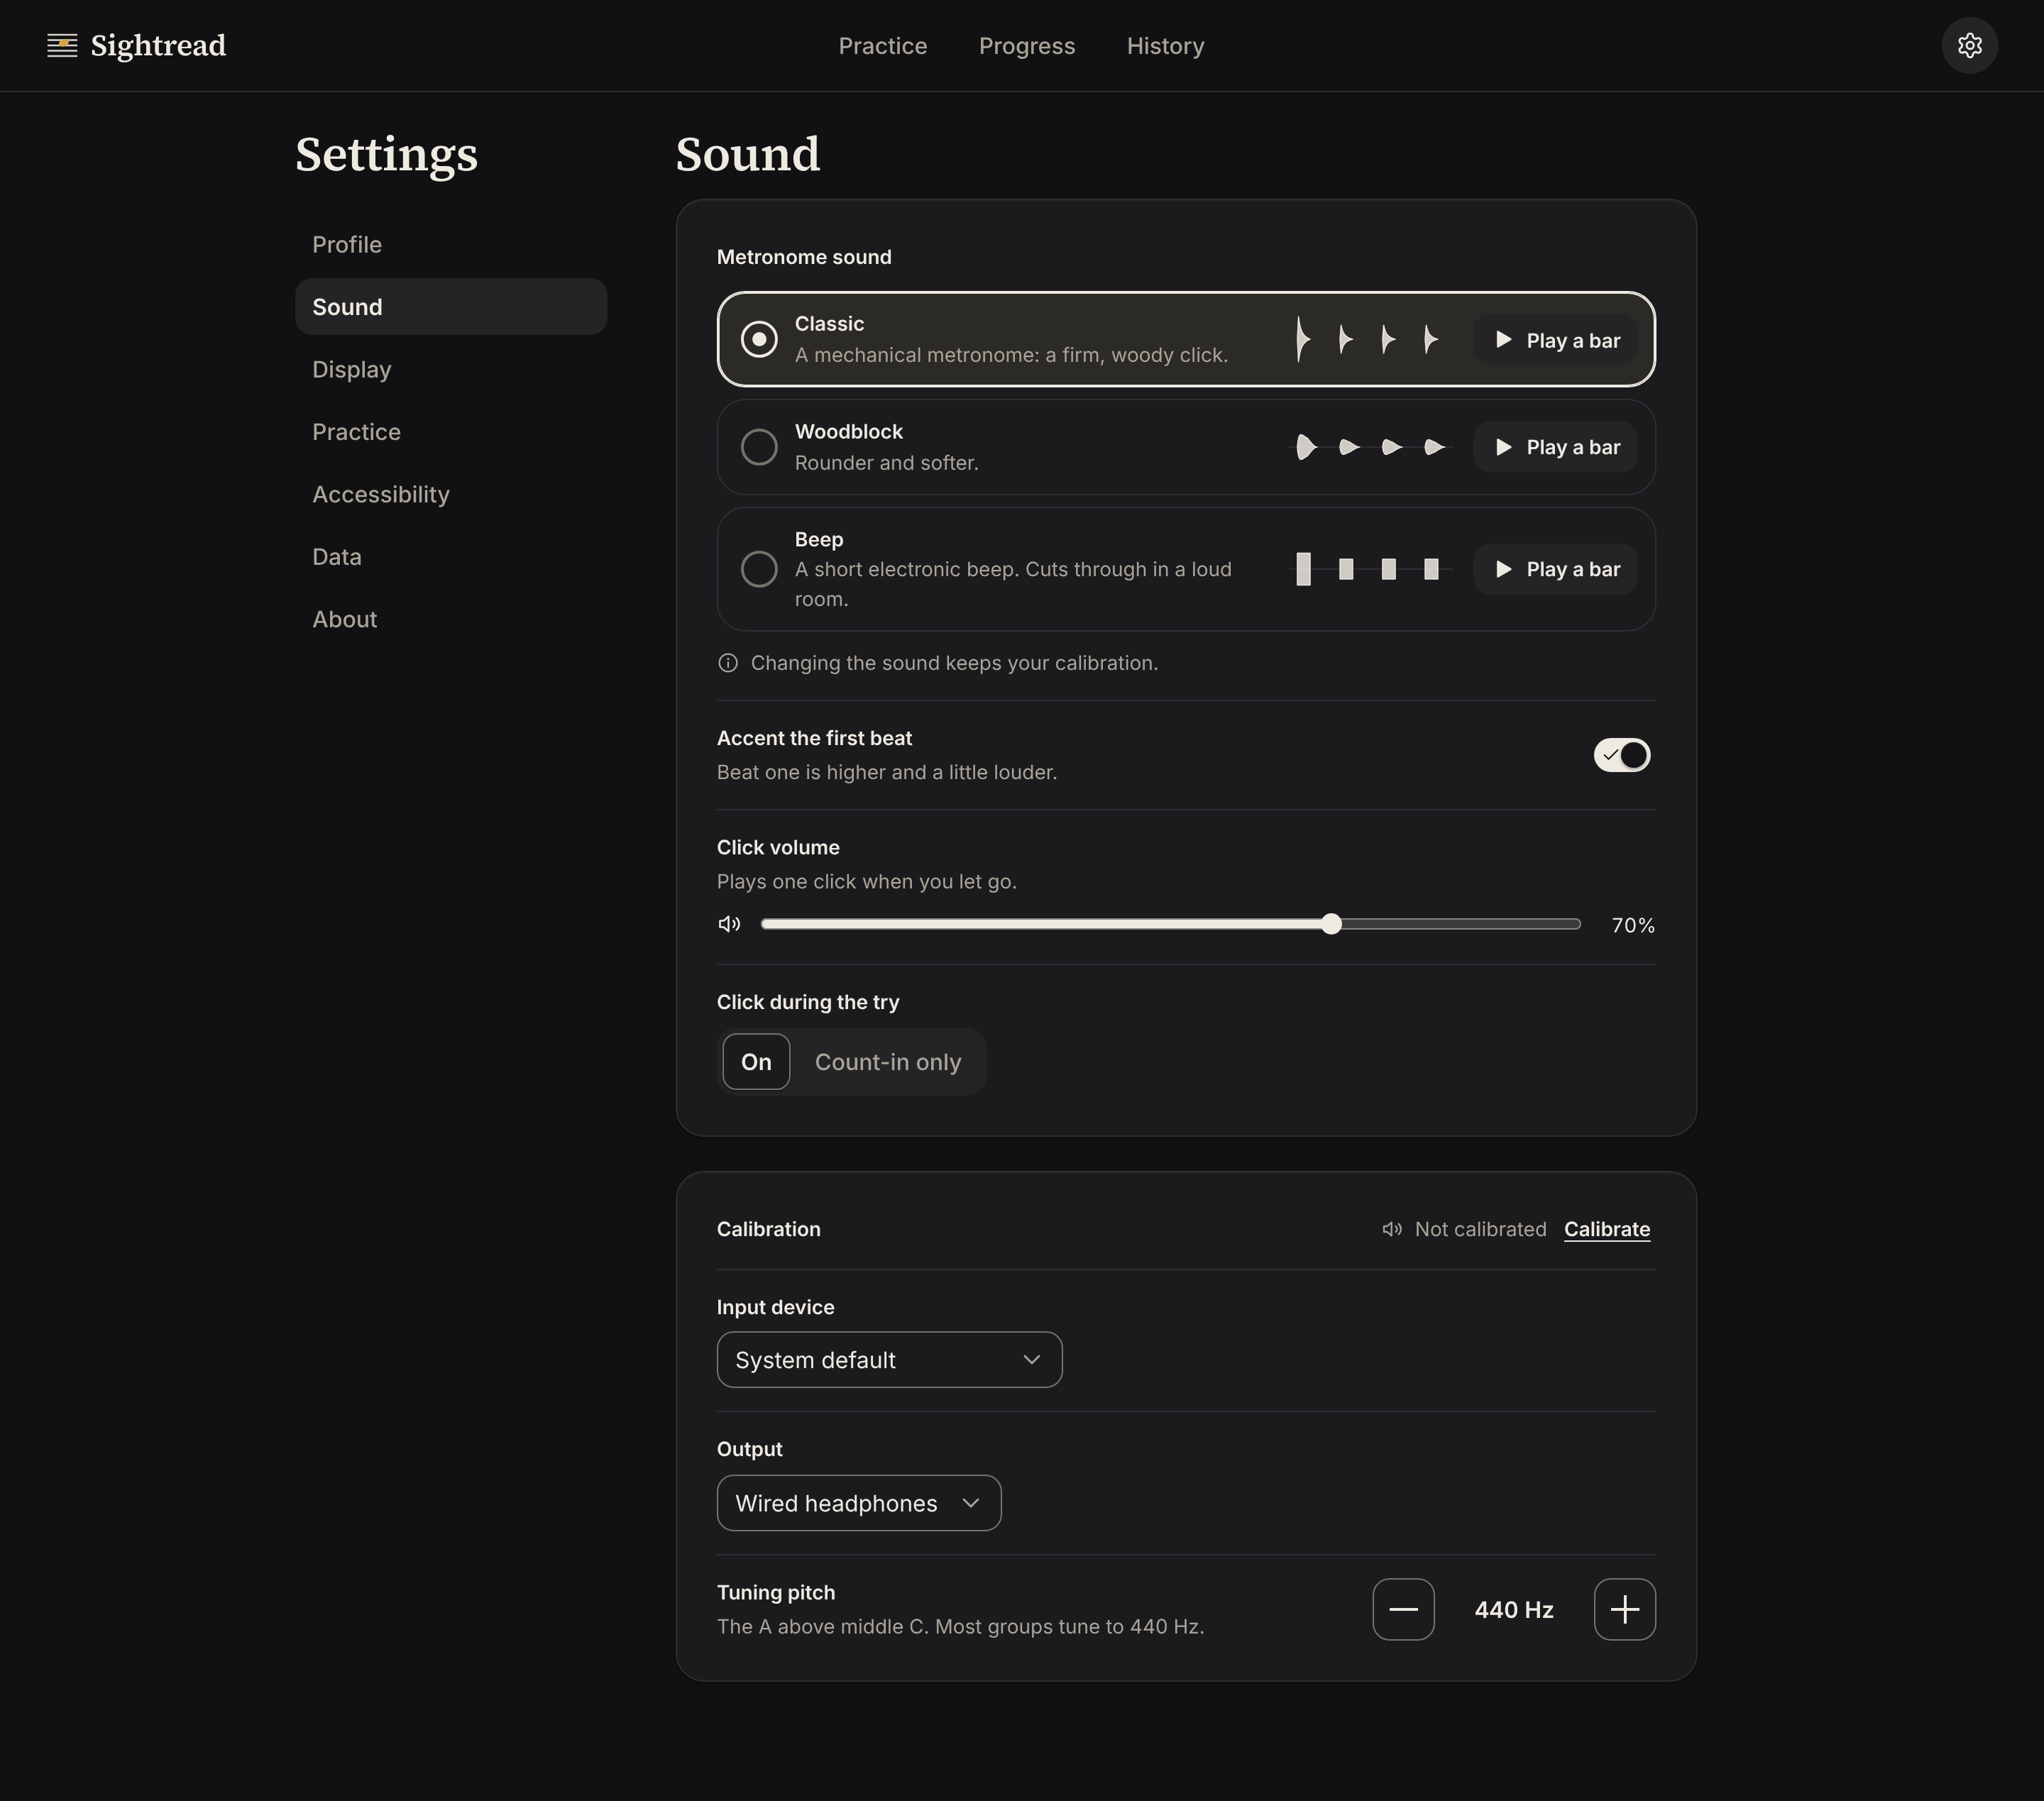 Sightread
Practice
Progress
History
Settings
Profile
Sound
Display
Practice
Accessibility
Data
About
Sound
Metronome sound
Classic
A mechanical metronome: a firm, woody click.
Play a bar
Woodblock
Rounder and softer.
Play a bar
Beep
A short electronic beep. Cuts through in a loud
room.
Play a bar
Changing the sound keeps your calibration.
Accent the first beat
Beat one is higher and a little louder.
Click volume
Plays one click when you let go.
70%
Click during the try
On
Count-in only
Calibration
Not calibrated
Calibrate
Input device
System default
Output
Wired headphones
Tuning pitch
The A above middle C. Most groups tune to 440 Hz.
440 Hz